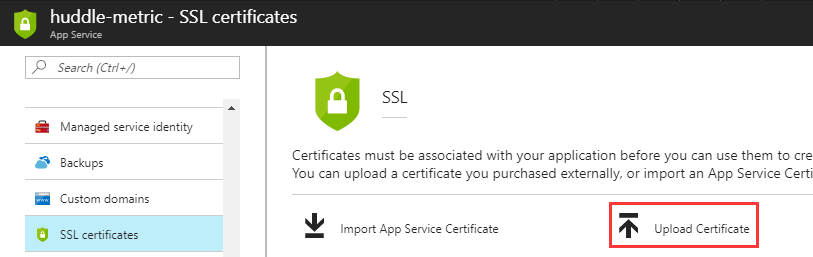 huddle-metric - SSL certificates
App Service
Search (Ctrl+/)
Managed service identity
Backups
Custom domains
SSL certificates
SSL
Certificates must be associated with your application before you can use them to cre
You can upload a certificate you purchased externally, or import an App Service Certi
Import App Service Certificate
Upload Certificate